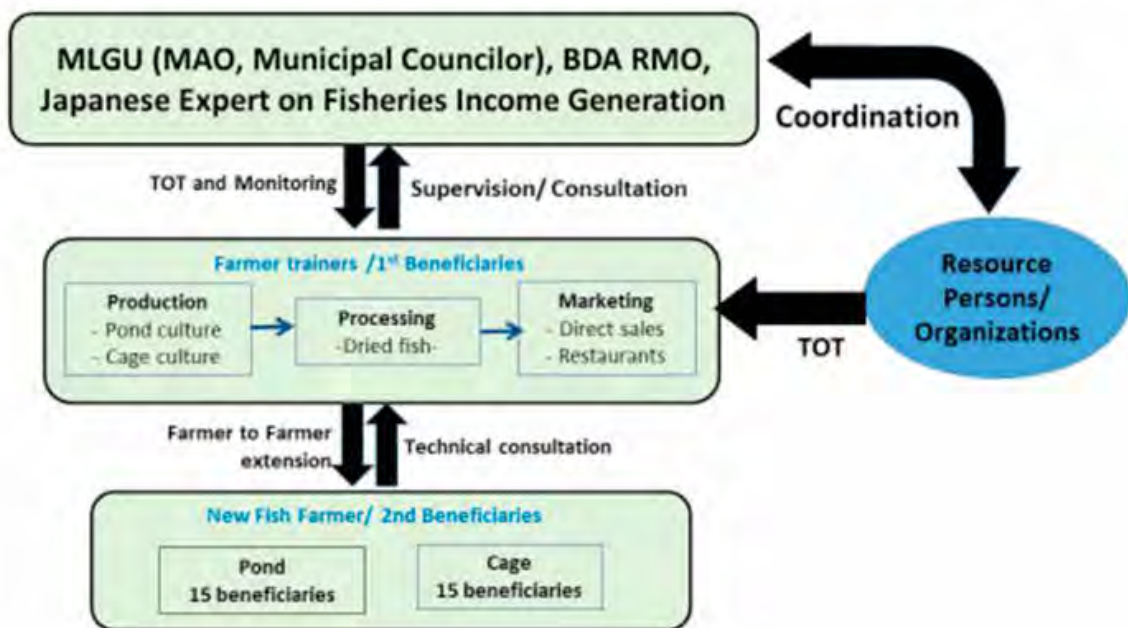 MLGU (MAO, Municipal Councilor), BDA RMO,
Japanese Expert on Fisheries Income Generation
Coordination
TOT and Monitoring
Supervision/ Consultation
Farmer trainers /1st Beneficiaries
Production
- Pond culture
- Cage culture
Processing
-Dried fish-
Marketing
- Direct sales
- Restaurants
Resource
Persons/
Organizations
TOT
Farmer to Farmer
extension
Technical consultation
New Fish Farmer/ 2nd Beneficiaries
Pond
15 beneficiaries
Cage
15 beneficiaries